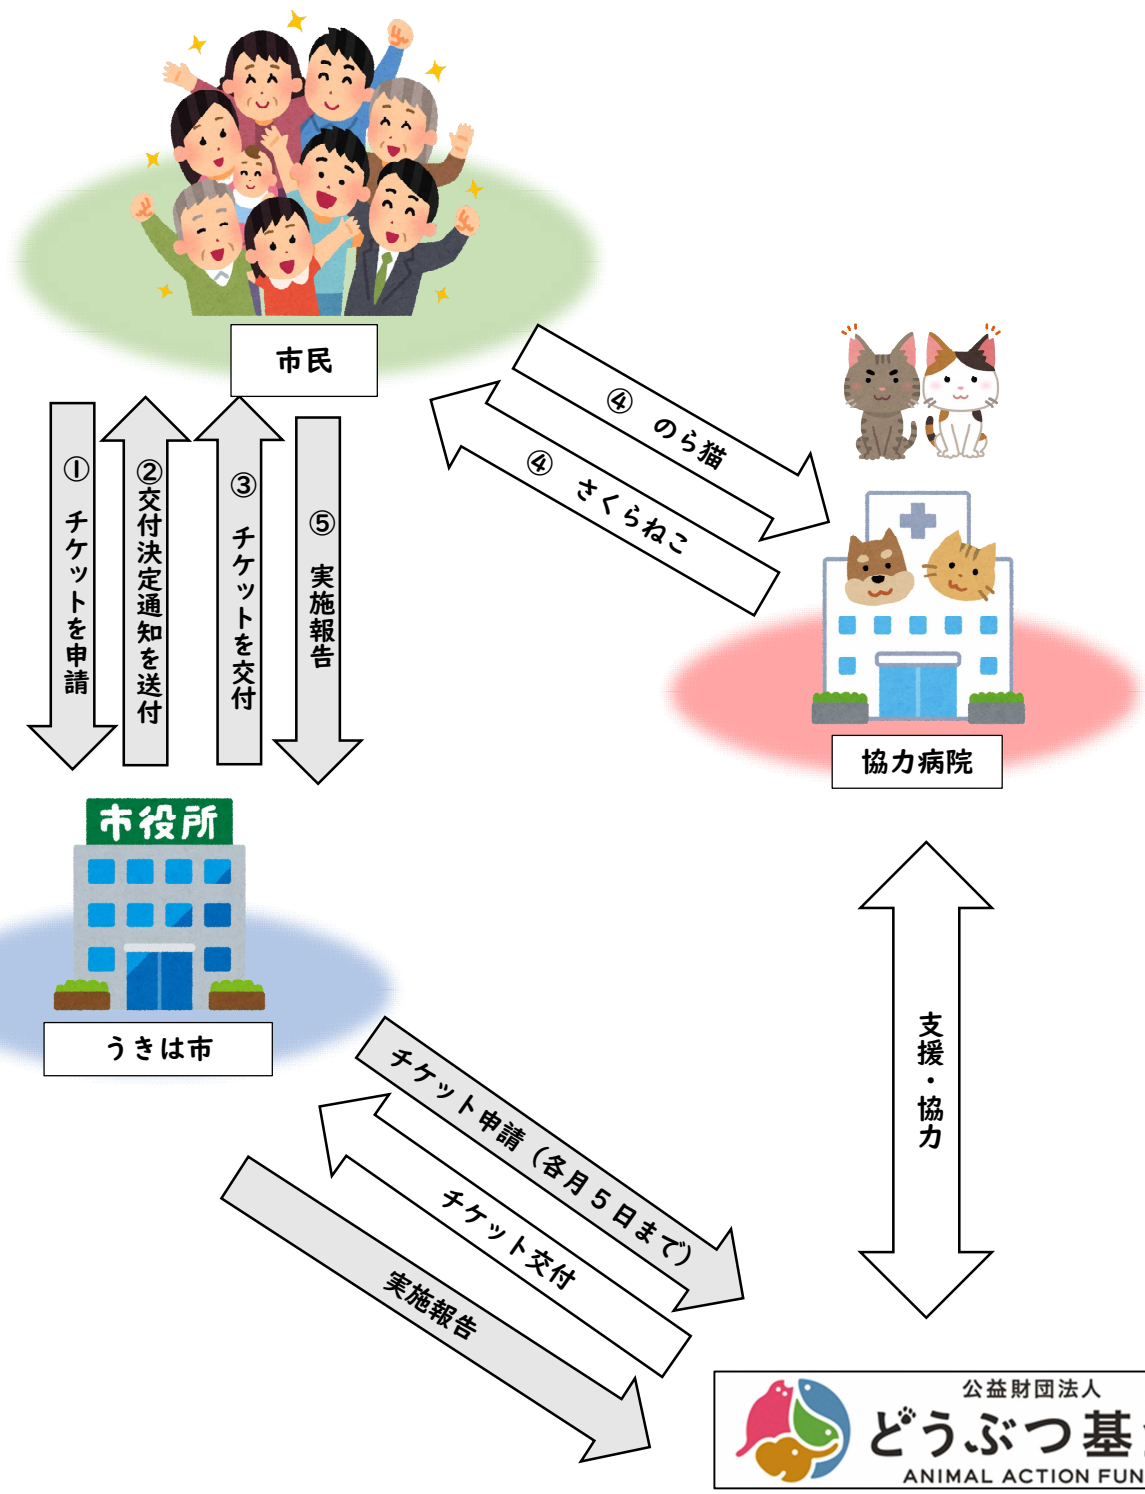 市民
① チケットを申請
②交付決定通知を送付
③ チケットを交付
⑤ 実施報告
④ のら猫
④ さくらねこ
協力病院
市役所
うきは市
支援・協力
チケット申請（各月５日まで）
チケット交付
実施報告
公益財団法人
どうぶつ基
ANIMAL ACTION FUN